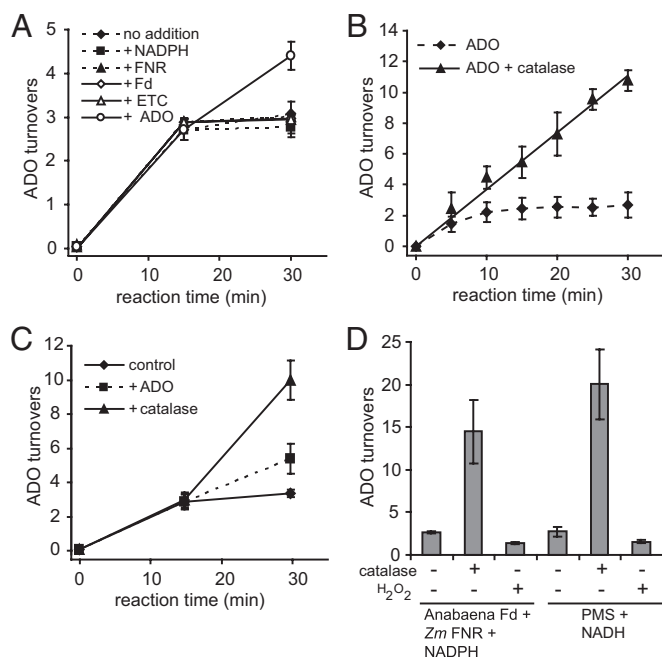 A
ADO turnovers
5
4
3
2
1
0
0
15
30
reaction time (min)
no addition
+ NADPH
+ FNR
+ Fd
+ ETC
+ ADO
B
ADO turnovers
14
12
10
8
6
4
2
0
0
5
10
15
20
25
30
reaction time (min)
ADO
ADO + catalase
C
ADO turnovers
12
10
8
6
4
2
0
0
15
30
reaction time (min)
control
+ ADO
+ catalase
D
ADO turnovers
25
20
15
10
5
0
catalase - + - - + -
H2O2 - - + - - +
Anabaena Fd +
Zm FNR +
NADPH
PMS +
NADH